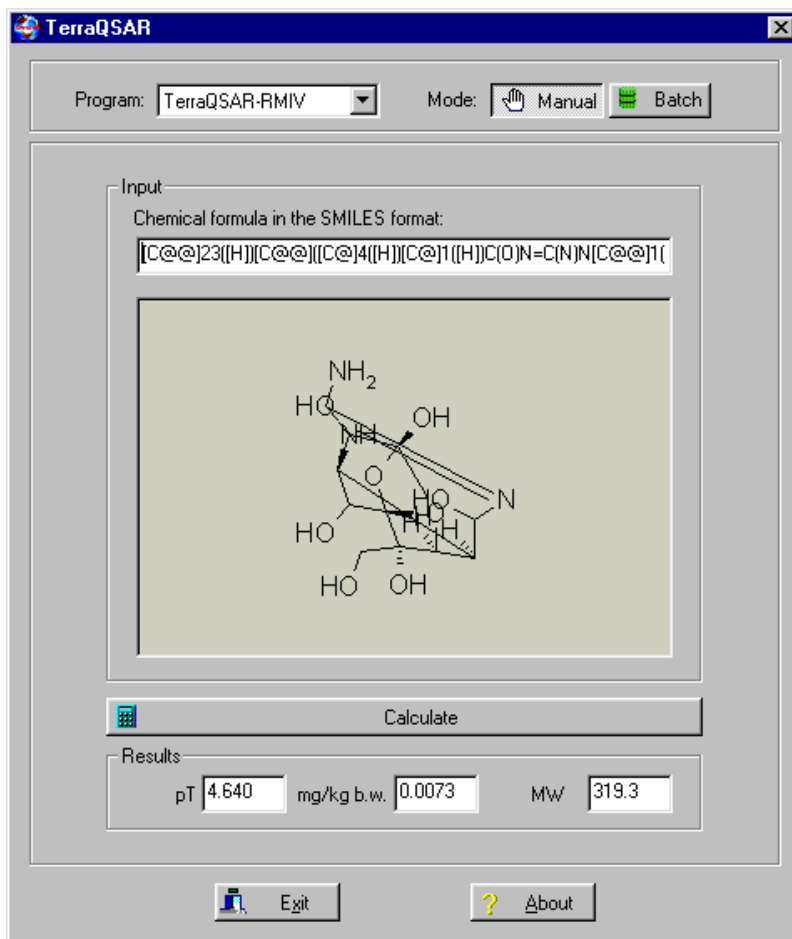 TerraQSAR
Program: TerraQSAR-RMIV Mode: Manual Batch
Input
Chemical formula in the SMILES format:
[C@@]23([H])[C@@]([C@]4([H])[C@]1([H])C(O)N=C(N)N[C@@]1(
NH2
HO OH
NH
O
HO N
HO
H H
HO
HO OH
Calculate
Results
pT 4.640 mg/kg b.w. 0.0073 MW 319.3
Exit About